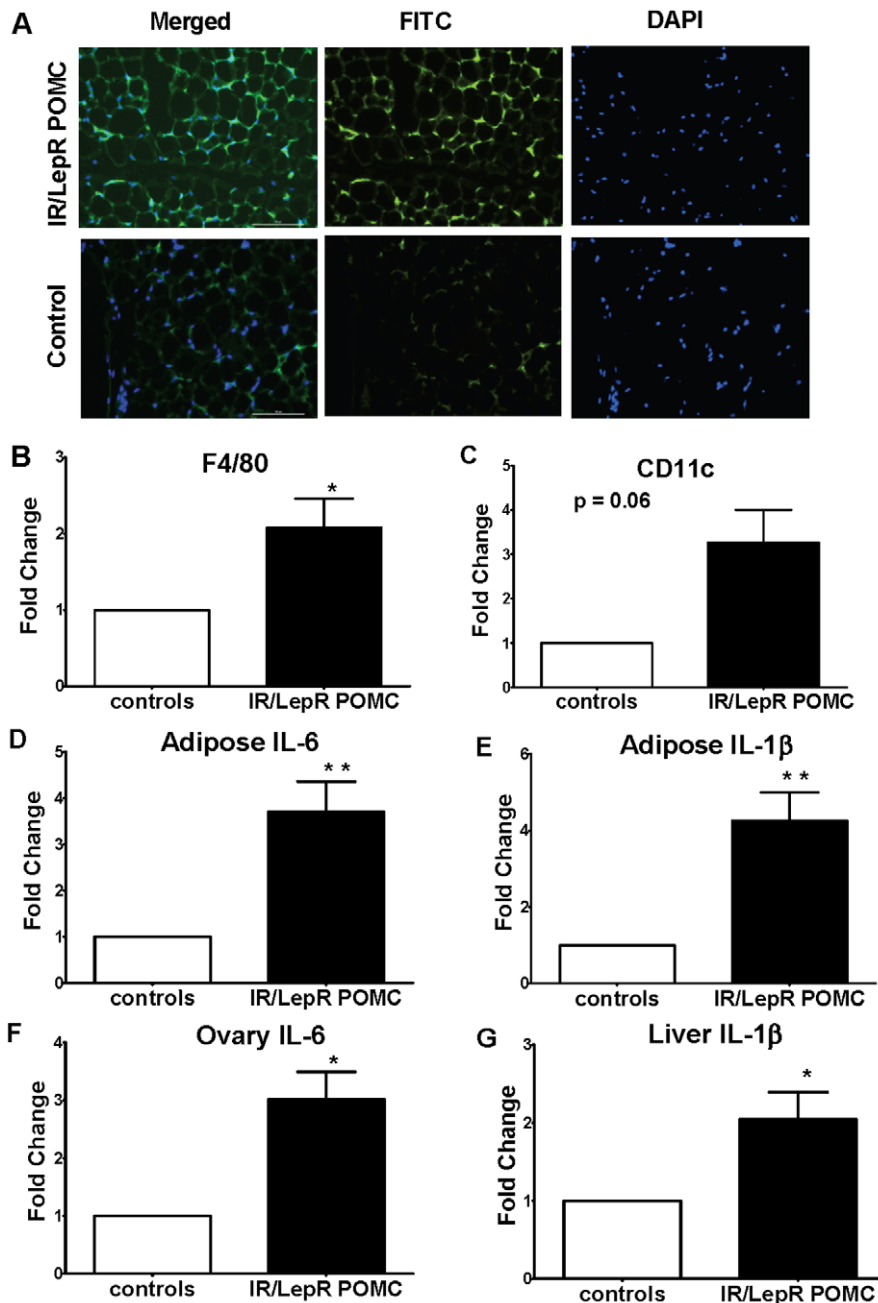 A
Merged FITC DAPI
IR/LepR POMC
Control
B
F4/80
Fold Change
3
2
1
0
*
controls IR/LepR POMC
C
CD11c
p = 0.06
Fold Change
5
4
3
2
1
0
controls IR/LepR POMC
D
Adipose IL-6
Fold Change
5
4
3
2
1
0
* *
controls IR/LepR POMC
E
Adipose IL-1β
Fold Change
6
4
2
0
* *
controls IR/LepR POMC
F
Ovary IL-6
Fold Change
4
3
2
1
0
*
controls IR/LepR POMC
G
Liver IL-1β
Fold Change
3
2
1
0
*
controls IR/LepR POMC